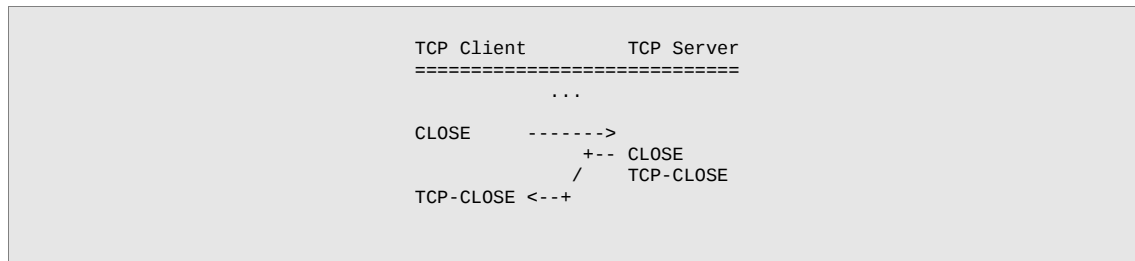 TCP Client          TCP Server
=============================
            ...
CLOSE     ------->
               +-- CLOSE
              /    TCP-CLOSE
TCP-CLOSE <--+